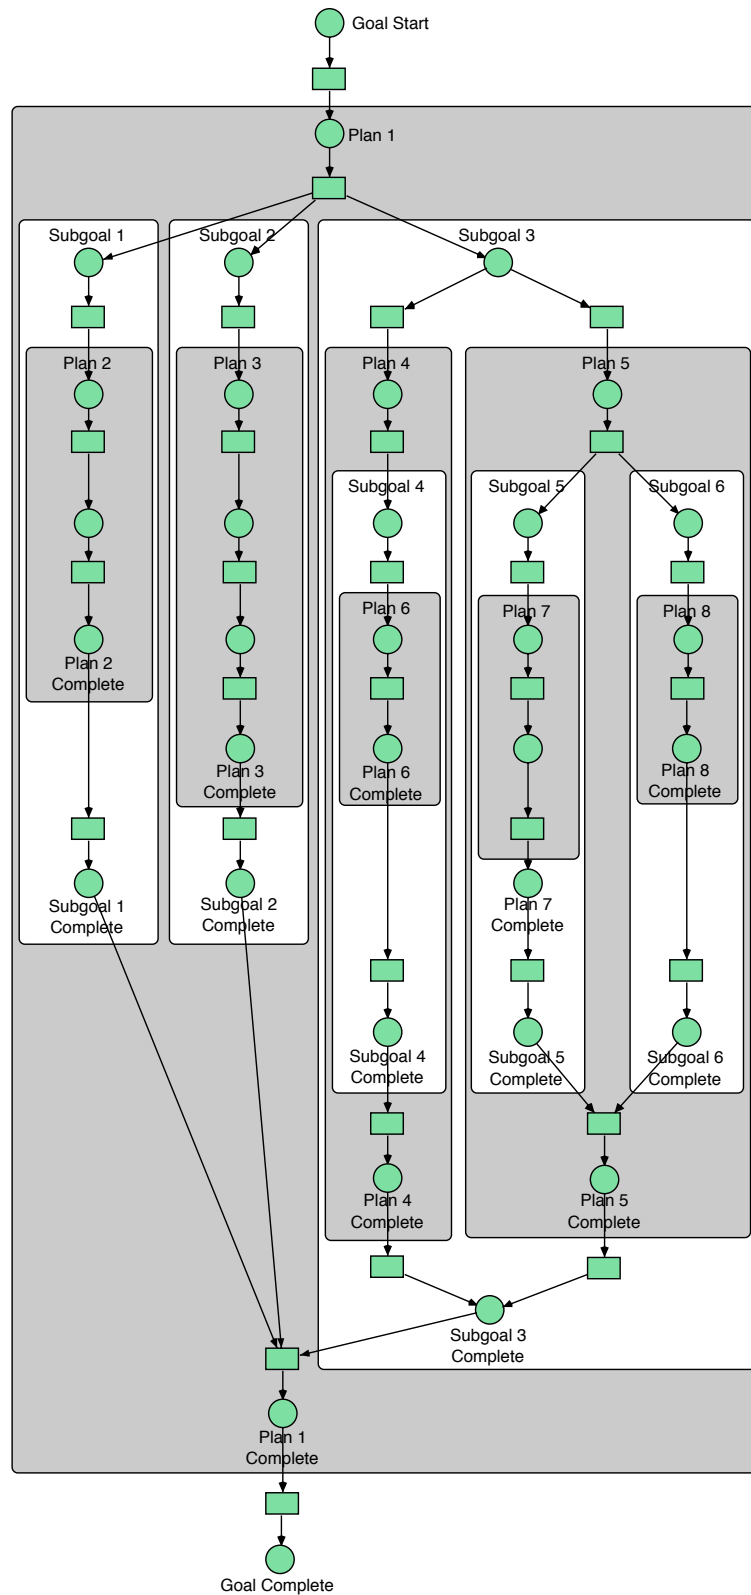 Goal Start
Plan 1
Subgoal 1
Subgoal 2
Subgoal 3
Plan 2
Plan 3
Plan 4
Plan 5
Subgoal 4
Subgoal 5
Subgoal 6
Plan 6
Plan 7
Plan 8
Plan 2
Complete
Plan 3
Complete
Plan 6
Complete
Plan 8
Complete
Subgoal 1
Complete
Subgoal 2
Complete
Plan 7
Complete
Subgoal 4
Complete
Subgoal 5
Complete
Subgoal 6
Complete
Plan 4
Complete
Plan 5
Complete
Subgoal 3
Complete
Plan 1
Complete
Goal Complete